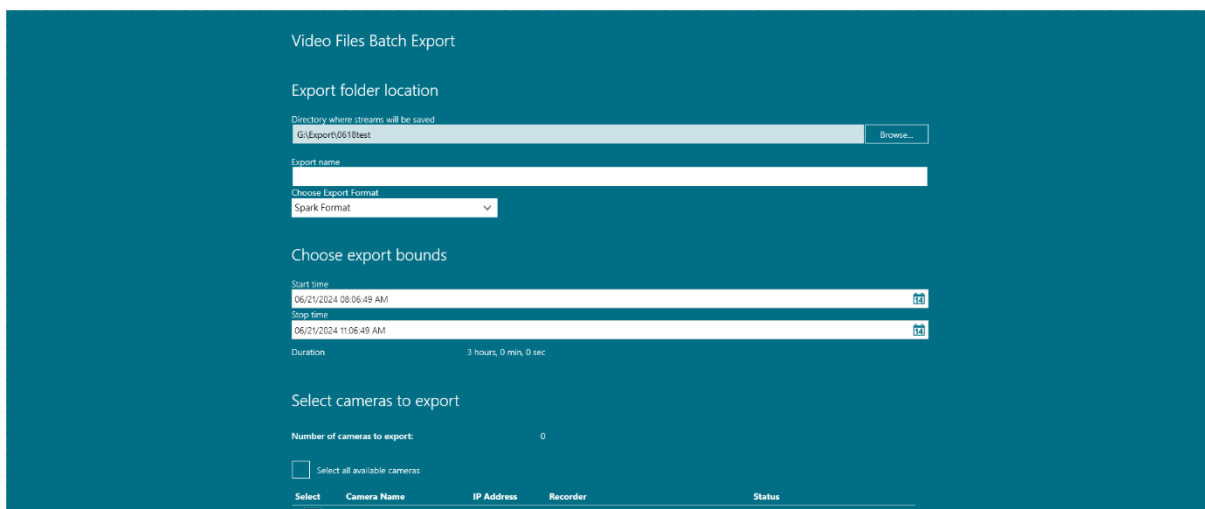 Video Files Batch Export
Export folder location
Directory where streams will be saved
G:\Export\0618test Browse...
Export name
Choose Export Format
Spark Format
Choose export bounds
Start time
06/21/2024 08:06:49 AM 14
Stop time
06/21/2024 11:06:49 AM 14
Duration 3 hours, 0 min, 0 sec
Select cameras to export
Number of cameras to export: 0
Select all available cameras
Select Camera Name IP Address Recorder Status